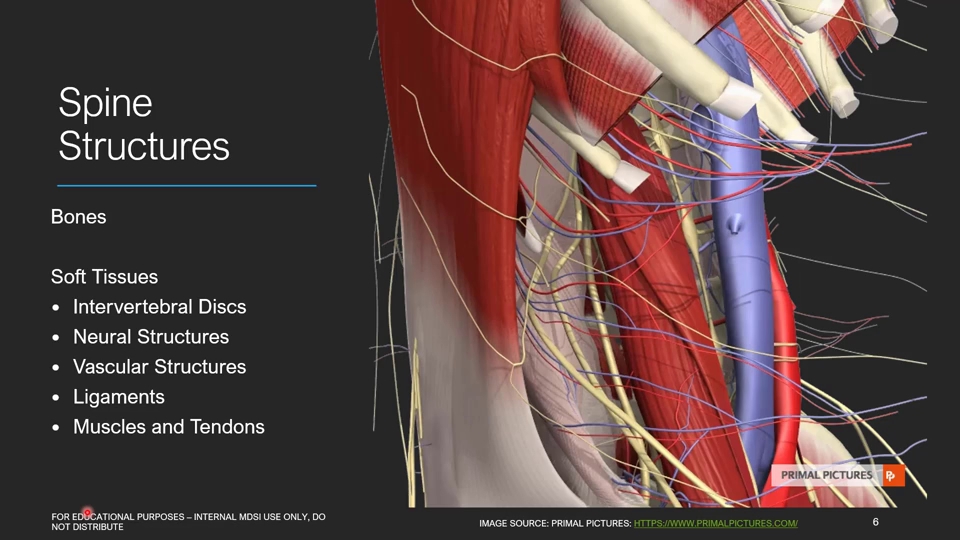 Spine
Structures
Bones
Soft Tissues
• Intervertebral Discs
• Neural Structures
• Vascular Structures
• Ligaments
• Muscles and Tendons
PRIMAL PICTURES PP
FOR EDUCATIONAL PURPOSES – INTERNAL MDSI USE ONLY, DO
NOT DISTRIBUTE
IMAGE SOURCE: PRIMAL PICTURES: HTTPS://WWW.PRIMALPICTURES.COM/
6